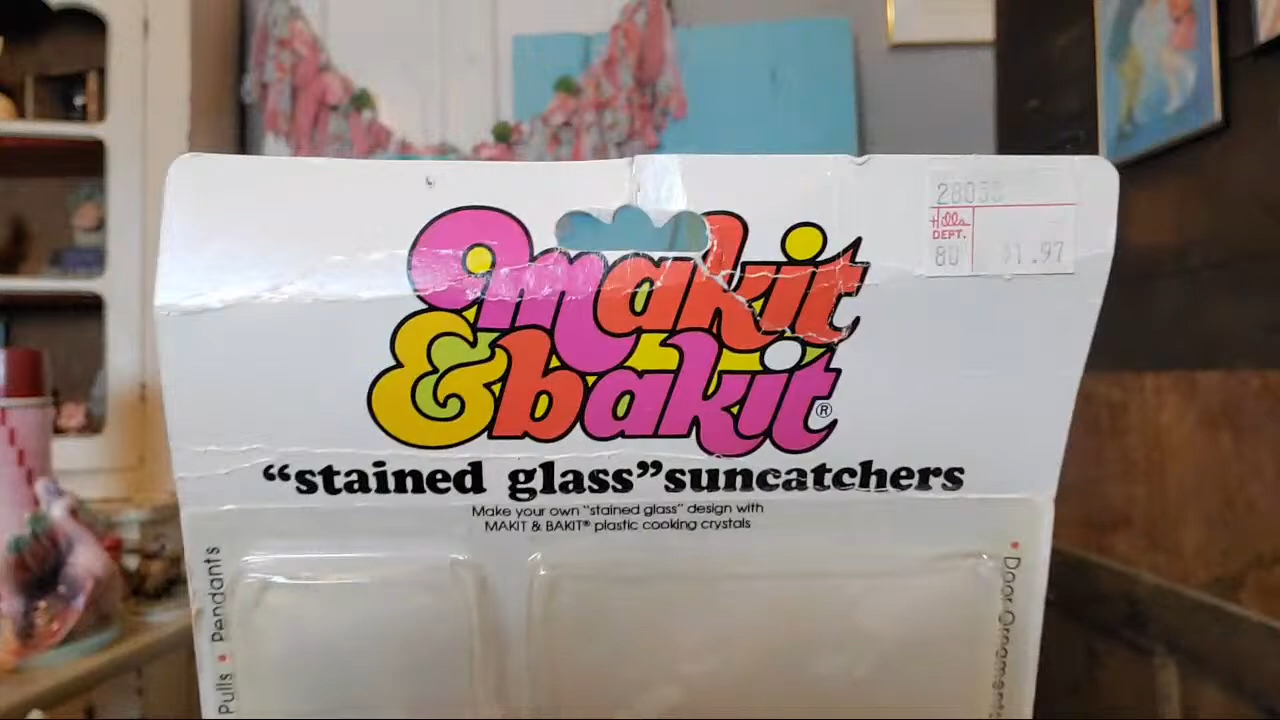 Hills
DEPT.
80 $1.97
makit
& bakit®
“stained glass” suncatchers
Make your own “stained glass” design with
MAKIT & BAKIT® plastic cooking crystals
Pulls • Pendants
• Door Ornaments